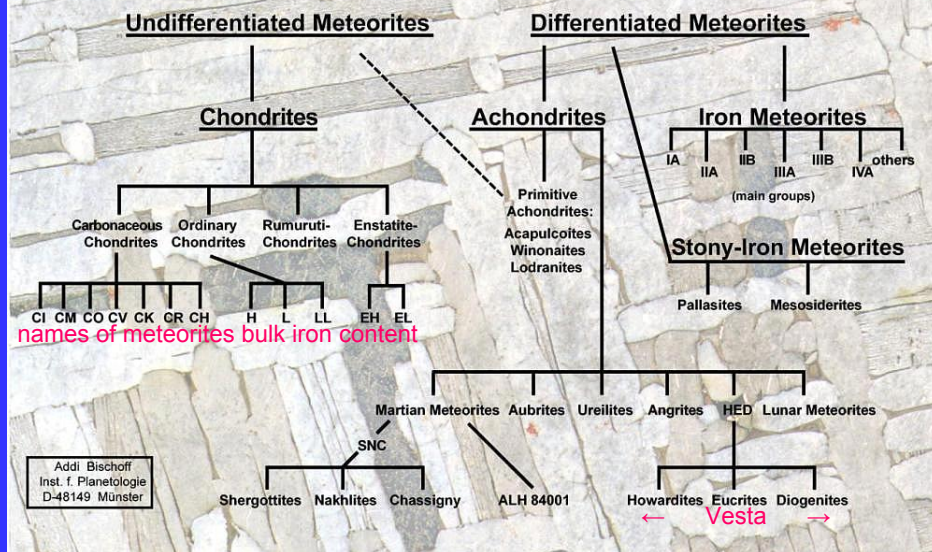 Undifferentiated Meteorites
Differentiated Meteorites
Chondrites
Achondrites
Iron Meteorites
IA
IIA
IIB
IIIA
IIIB
IVA
others
(main groups)
Primitive
Achondrites:
Acapulcoites
Winonaites
Lodranites
Carbonaceous
Chondrites
Ordinary
Chondrites
Rumuruti-
Chondrites
Enstatite-
Chondrites
Stony-Iron Meteorites
Pallasites
Mesosiderites
CI CM CO CV CK CR CH
H L LL
EH EL
names of meteorites bulk iron content
Martian Meteorites
Aubrites
Ureilites
Angrites
HED
Lunar Meteorites
SNC
Shergottites
Nakhlites
Chassigny
ALH 84001
Howardites
Eucrites
Diogenites
← Vesta →
Addi Bischoff
Inst. f. Planetologie
D-48149 Münster